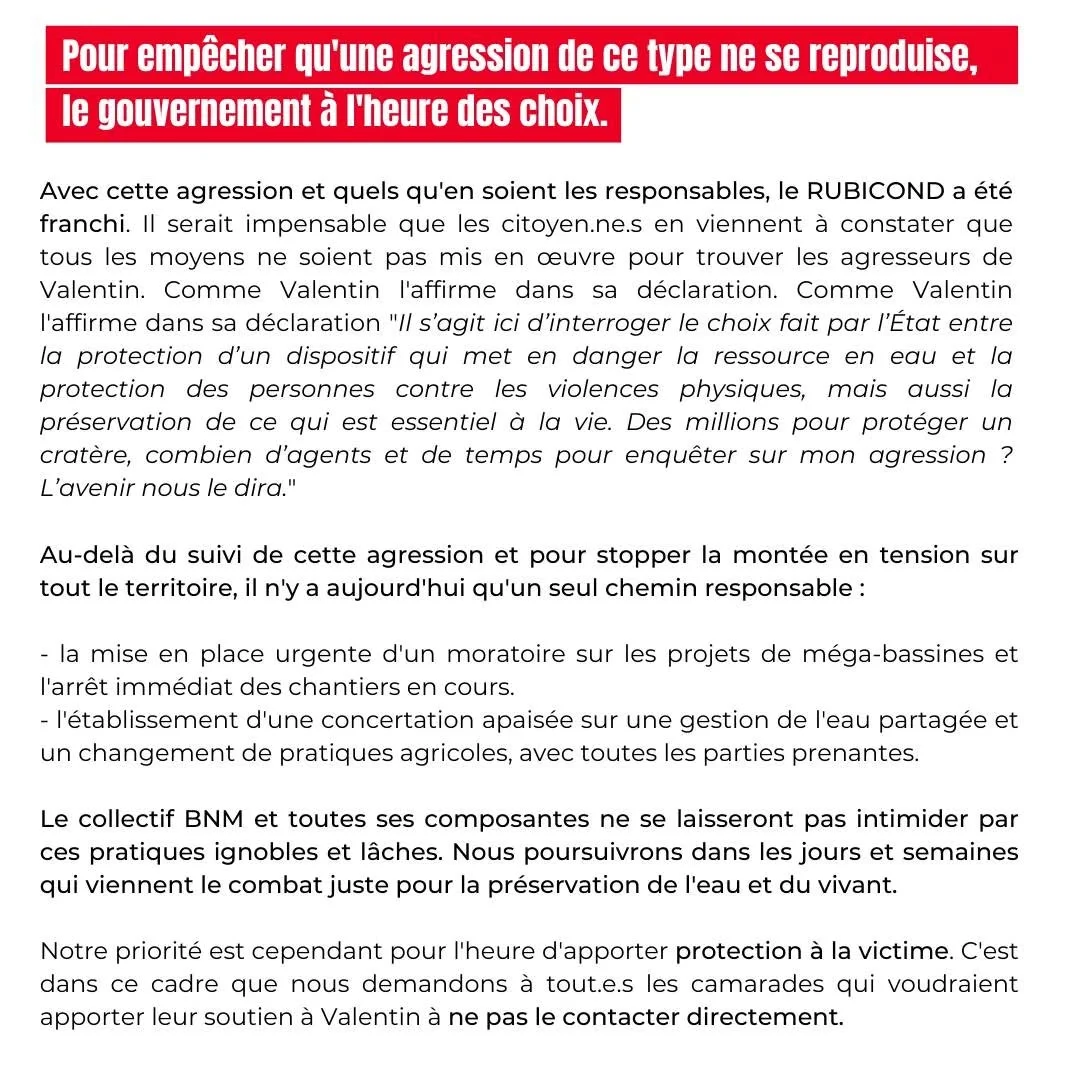 Pour empêcher qu'une agression de ce type ne se reproduise,
le gouvernement à l'heure des choix.
Avec cette agression et quels qu'en soient les responsables, le RUBICOND a été
franchi. Il serait impensable que les citoyen.ne.s en viennent à constater que
tous les moyens ne soient pas mis en œuvre pour trouver les agresseurs de
Valentin. Comme Valentin l'affirme dans sa déclaration. Comme Valentin
l'affirme dans sa déclaration "Il s’agit ici d’interroger le choix fait par l’État entre
la protection d’un dispositif qui met en danger la ressource en eau et la
protection des personnes contre les violences physiques, mais aussi la
préservation de ce qui est essentiel à la vie. Des millions pour protéger un
cratère, combien d’agents et de temps pour enquêter sur mon agression ?
L’avenir nous le dira."
Au-delà du suivi de cette agression et pour stopper la montée en tension sur
tout le territoire, il n'y a aujourd'hui qu'un seul chemin responsable :
- la mise en place urgente d'un moratoire sur les projets de méga-bassines et
l'arrêt immédiat des chantiers en cours.
- l'établissement d'une concertation apaisée sur une gestion de l'eau partagée et
un changement de pratiques agricoles, avec toutes les parties prenantes.
Le collectif BNM et toutes ses composantes ne se laisseront pas intimider par
ces pratiques ignobles et lâches. Nous poursuivrons dans les jours et semaines
qui viennent le combat juste pour la préservation de l'eau et du vivant.
Notre priorité est cependant pour l'heure d'apporter protection à la victime. C'est
dans ce cadre que nous demandons à tout.e.s les camarades qui voudraient
apporter leur soutien à Valentin à ne pas le contacter directement.